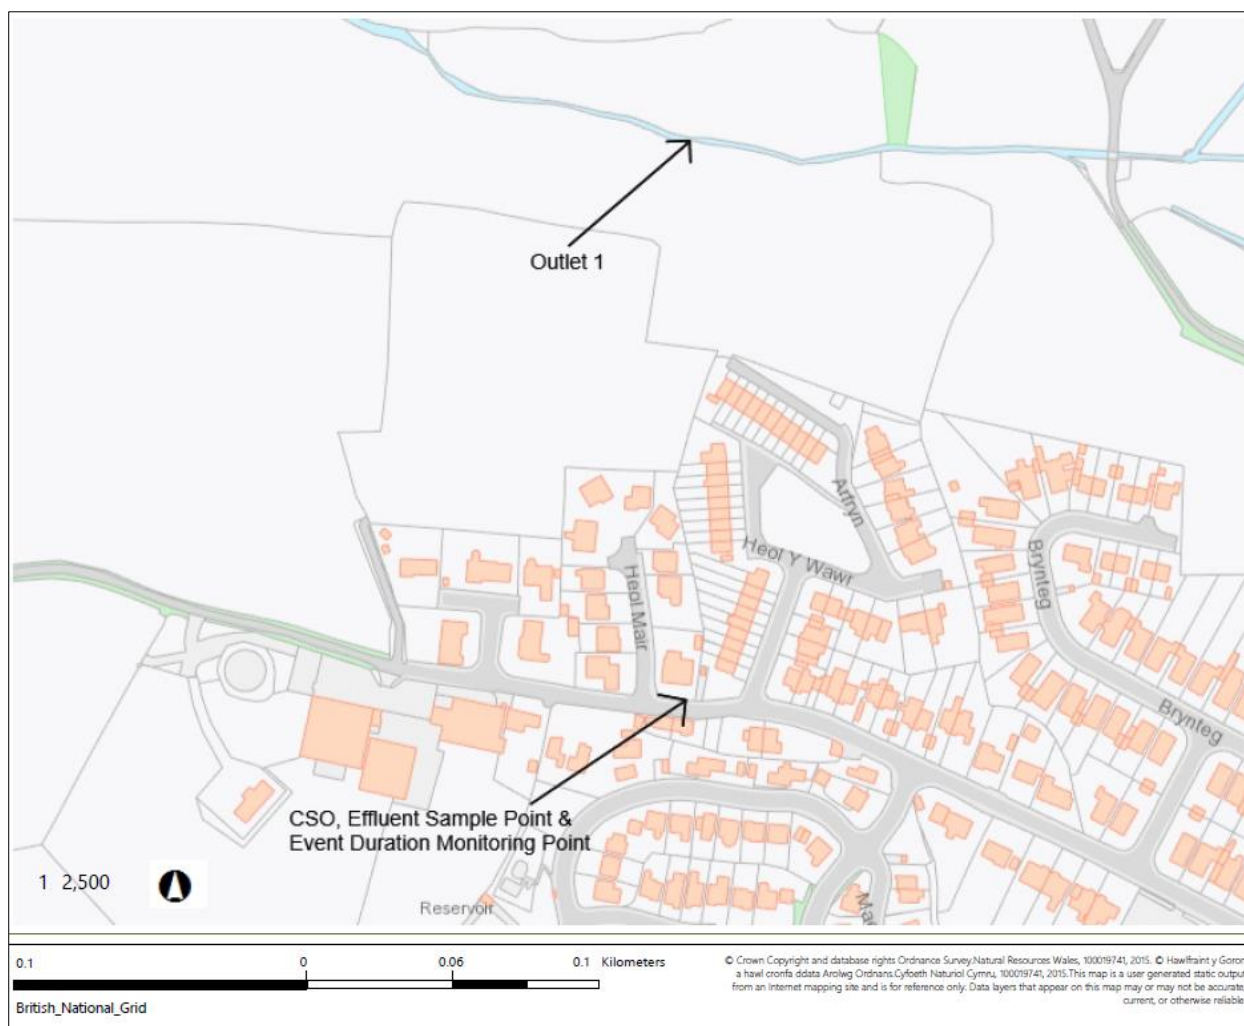 Outlet 1
Artryn
Heol Y Wawr
Brynteg
Heol Mair
Brynteg
CSO, Effluent Sample Point &
Event Duration Monitoring Point
1 2,500
Reservoir
Mae
0.1 0 0.06 0.1 Kilometers
British_National_Grid
© Crown Copyright and database rights Ordnance Survey.Natural Resources Wales, 100019741, 2015. © Hawlfraint y Goron
a hawl cronfa ddata Arolwg Ordnans.Cyfoeth Naturiol Cymru, 100019741, 2015.This map is a user generated static output
from an Internet mapping site and is for reference only. Data layers that appear on this map may or may not be accurate,
current, or otherwise reliable.